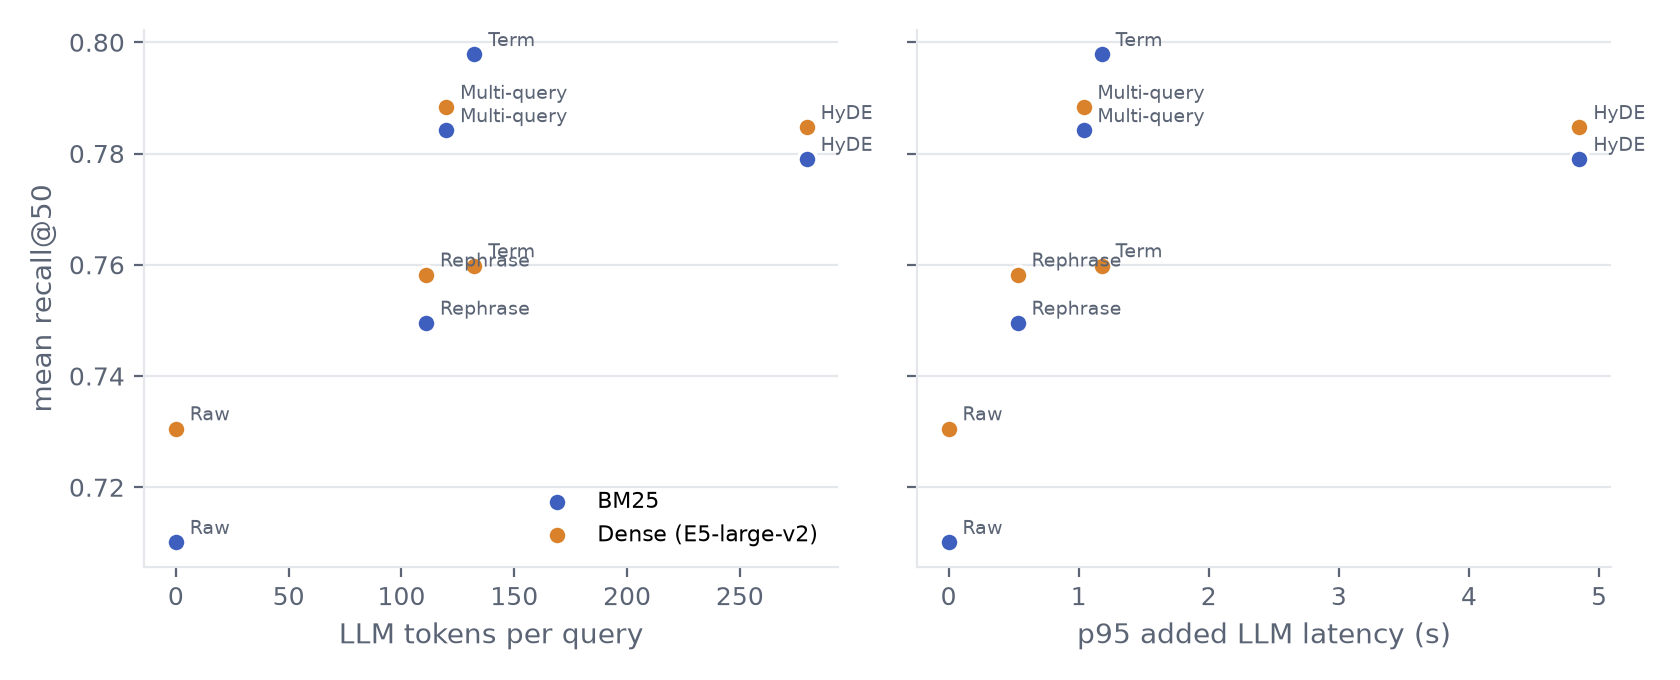 mean recall@50
0.80
0.78
0.76
0.74
0.72
Term
Multi-query
Multi-query
HyDE
HyDE
Term
Rephrase
Rephrase
Raw
Raw
BM25
Dense (E5-large-v2)
0 50 100 150 200 250
LLM tokens per query
Term
Multi-query
Multi-query
HyDE
HyDE
Term
Rephrase
Rephrase
Raw
Raw
0 1 2 3 4 5
p95 added LLM latency (s)